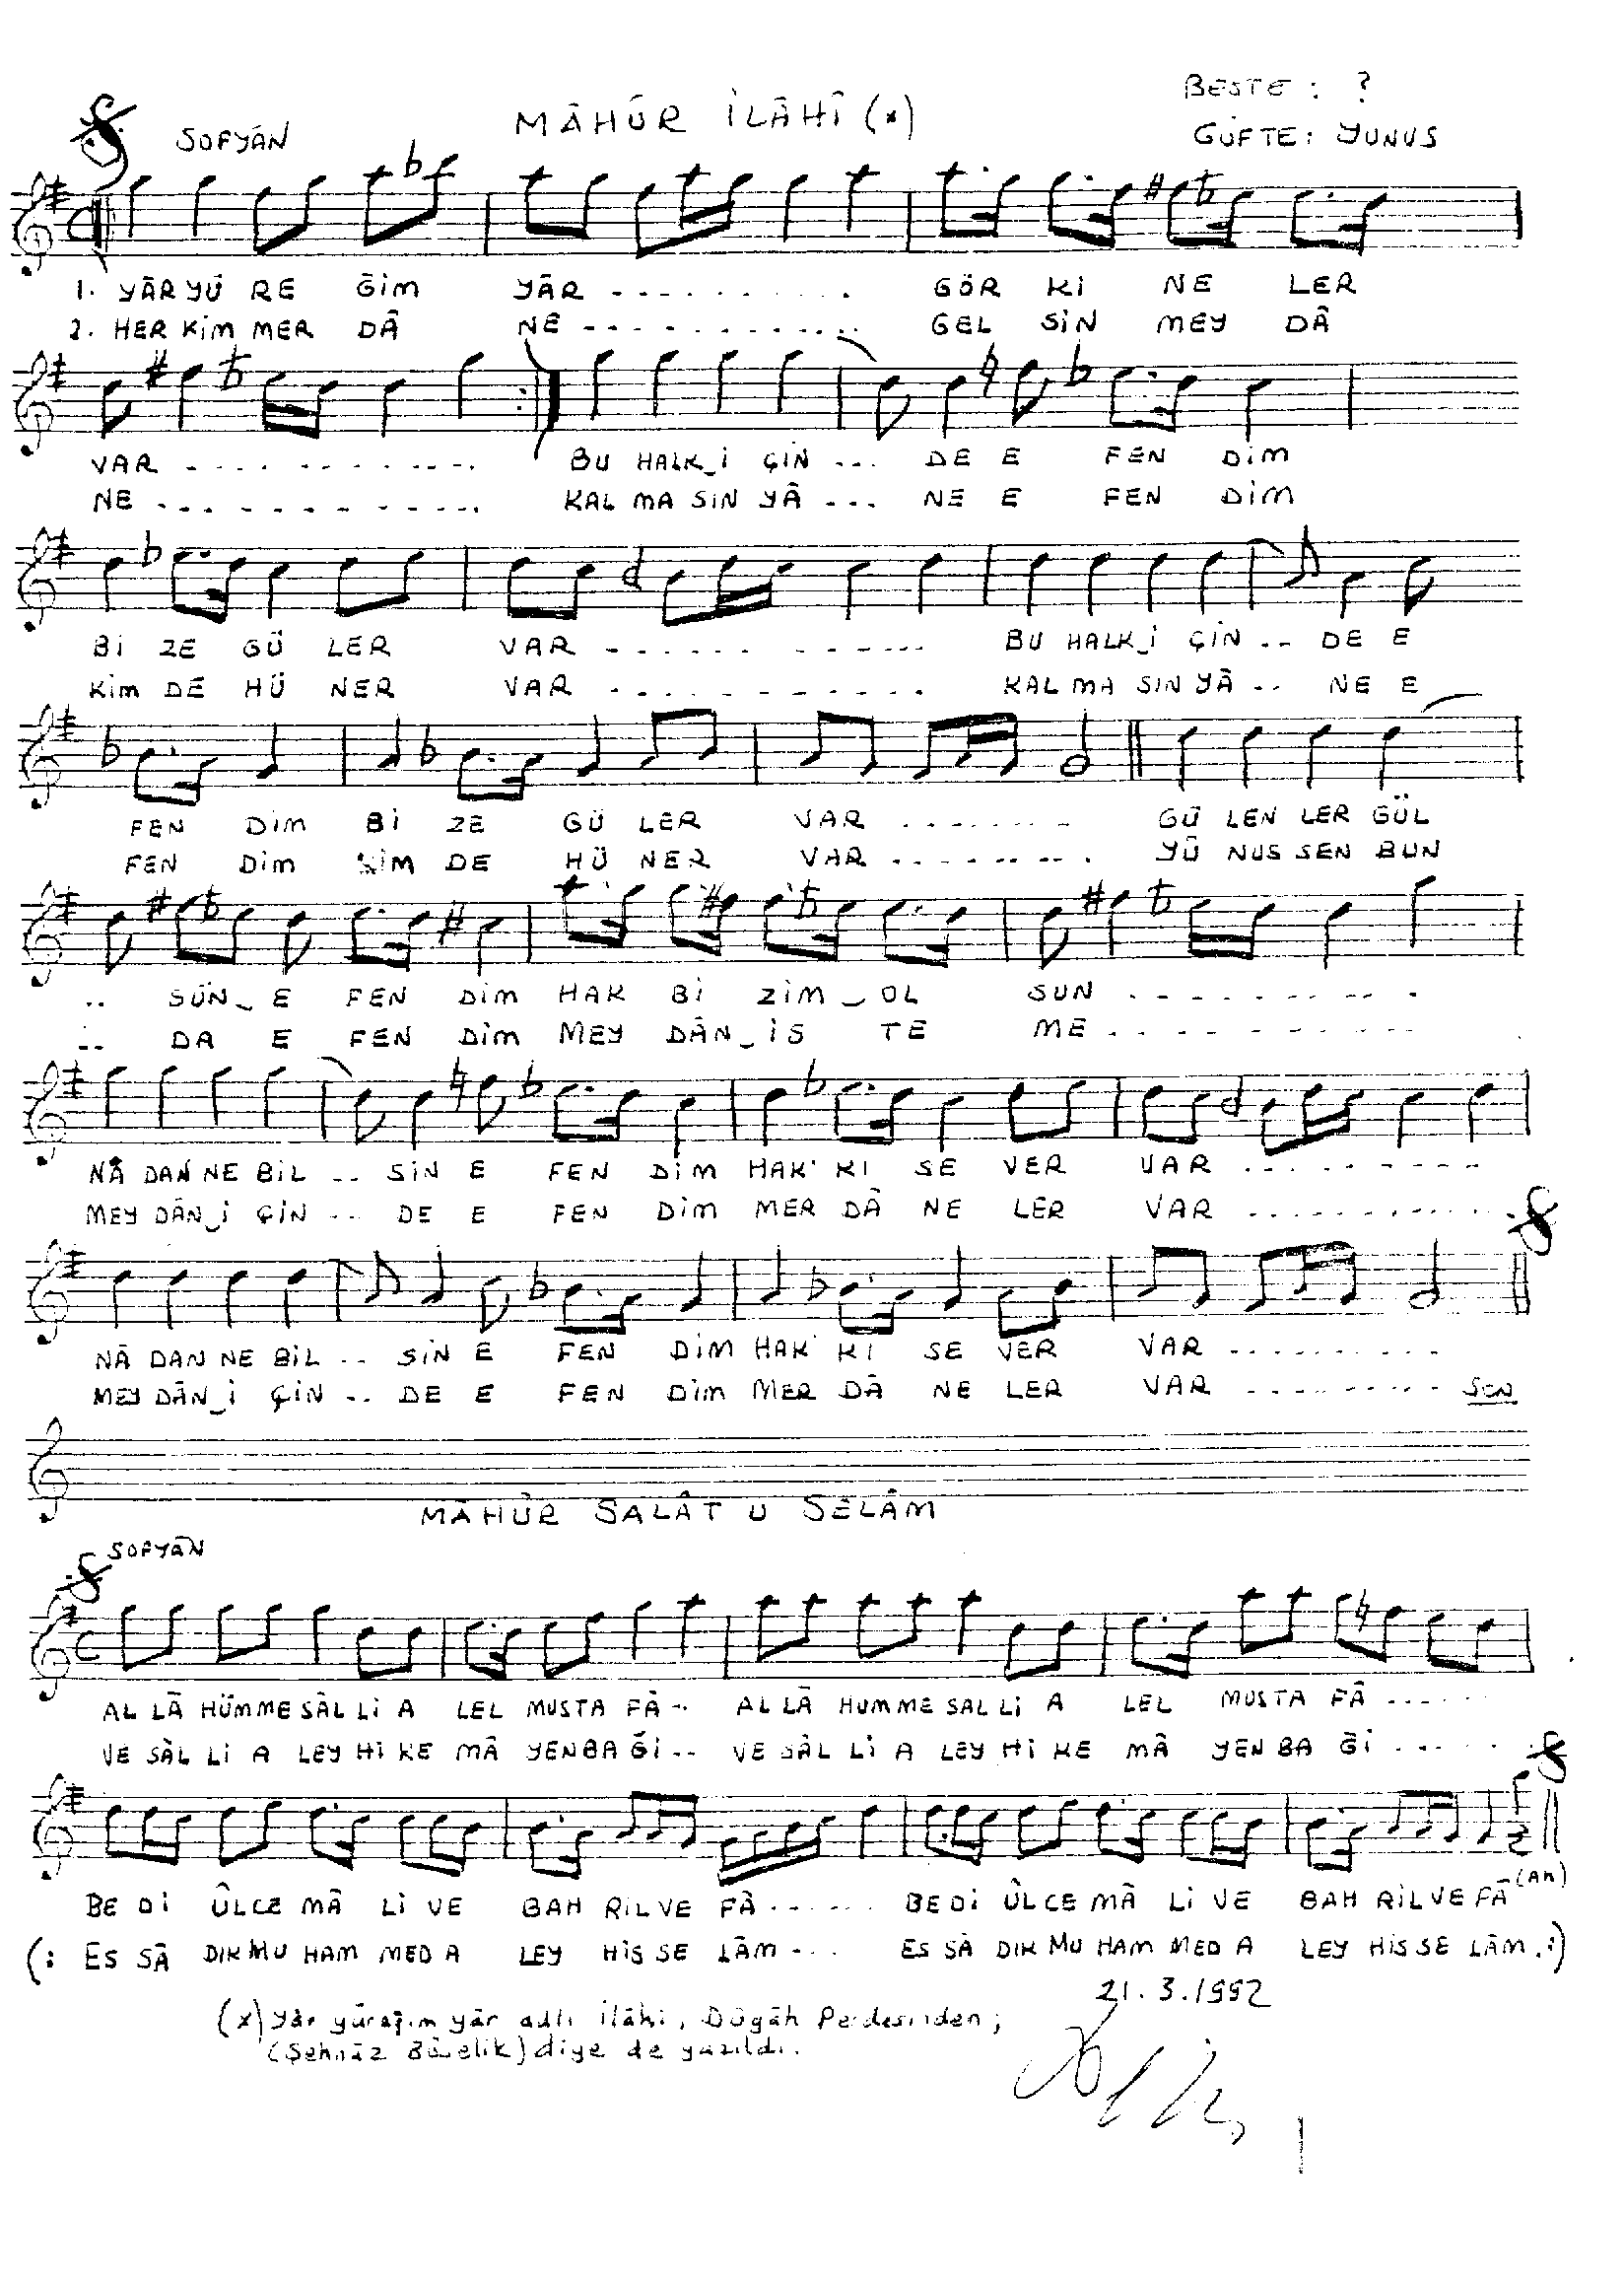 BESTE : ?
SOFYÂN MÂHÛR İLÂHÎ (x)
GÜFTE : YUNUS
1. YÂR YÜ RE ĞİM YÂR - - - - - - - - - GÖR Kİ NE LER
2. HER KİM MER DÂ NE - - - - - - - - - GEL SİN MEY DÂ
VAR - - - - - - - - - BU HALK_İ ÇİN - - - DE E FEN DİM
NE - - - - - - - - - KAL MA SIN YÂ - - - NE E FEN DİM
Bİ ZE GÜ LER VAR - - - - - - - - - BU HALK_İ ÇİN - - DE E
KİM DE HÜ NER VAR - - - - - - - - - KAL MA SIN YÂ - - NE E
FEN DİM Bİ ZE GÜ LER VAR - - - - - - - GÜ LEN LER GÜL
FEN DİM KİM DE HÜ NER VAR - - - - - - - YÛ NUS SEN BUN
- - SÜN_E FEN DİM HAK Bİ ZİM_OL SUN - - - - - - - - -
- - DA E FEN DİM MEY DÂN_İS TE ME - - - - - - - - -
NÂ DAN NE BİL - - SİN E FEN DİM HAK' KI SE VER VAR - - - - - - - - -
MEY DÂN_İ ÇİN - - DE E FEN DİM MER DÂ NE LER VAR - - - - - - - - -
NÂ DAN NE BİL - - SİN E FEN DİM HAK' KI SE VER VAR - - - - - - - - -
MEY DÂN_İ ÇİN - - DE E FEN DİM MER DÂ NE LER VAR - - - - - - - - - SON
MÂHÛR SALÂT U SELÂM
SOFYÂN
AL LÂ HÜMME SÂL Lİ A LEL MUSTA FÂ - - AL LÂ HUMME SAL Lİ A LEL MUSTA FÂ - - - - - -
VE SÂL Lİ A LEY Hİ KE MÂ YENBA ĞÎ - - VE SÂL Lİ A LEY Hİ KE MÂ YEN BA ĞÎ - - - - - -
BE Dİ ÛLCE MÂ Lİ VE BAH RİL VE FÂ - - - - - - BE Dİ ÛLCE MÂ Lİ VE BAH RİL VE FÂ (AH)
(: ES SÂ DIK MU HAM MED A LEY HİS SE LÂM - - - ES SÂ DIK MU HAM MED A LEY HİS SE LÂM. :)
21.3.1992
(x) Yâr yüreğim yâr adlı İlâhi, Dügâh Perdesinden;
(Şehnâz Bûselik) diye de yazıldı.